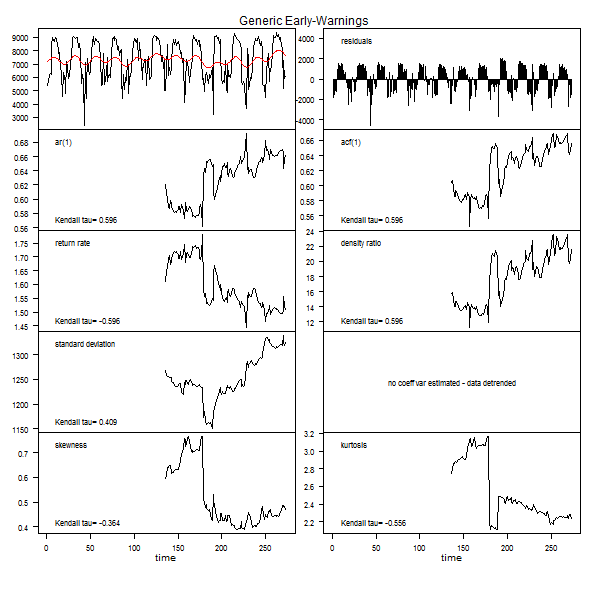 Generic Early-Warnings
9000
8000
7000
6000
5000
4000
3000
residuals
4000
2000
0
-2000
-4000
ar(1)
0.68
0.66
0.64
0.62
0.60
0.58
0.56
Kendall tau= 0.596
acf(1)
0.66
0.64
0.62
0.60
0.58
0.56
Kendall tau= 0.596
return rate
1.75
1.70
1.65
1.60
1.55
1.50
1.45
Kendall tau= -0.596
density ratio
24
22
20
18
16
14
12
Kendall tau= 0.596
standard deviation
1300
1250
1200
1150
Kendall tau= 0.409
no coeff var estimated - data detrended
skewness
0.7
0.6
0.5
0.4
Kendall tau= -0.364
kurtosis
3.2
3.0
2.8
2.6
2.4
2.2
Kendall tau= -0.556
0 50 100 150 200 250
0 50 100 150 200 250
time
time